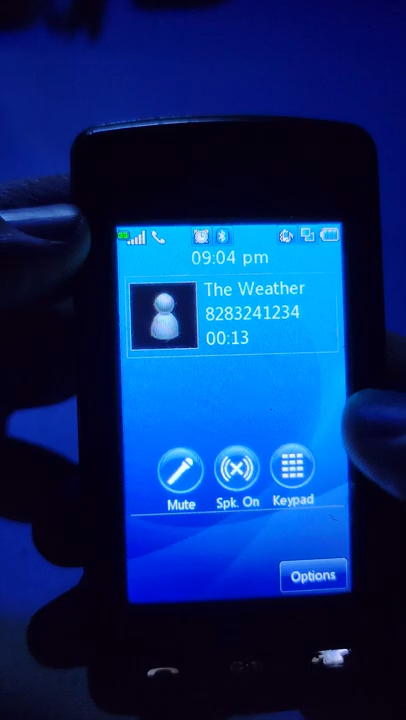 09:04 pm
The Weather
8283241234
00:13
Mute
Spk. On
Keypad
Options